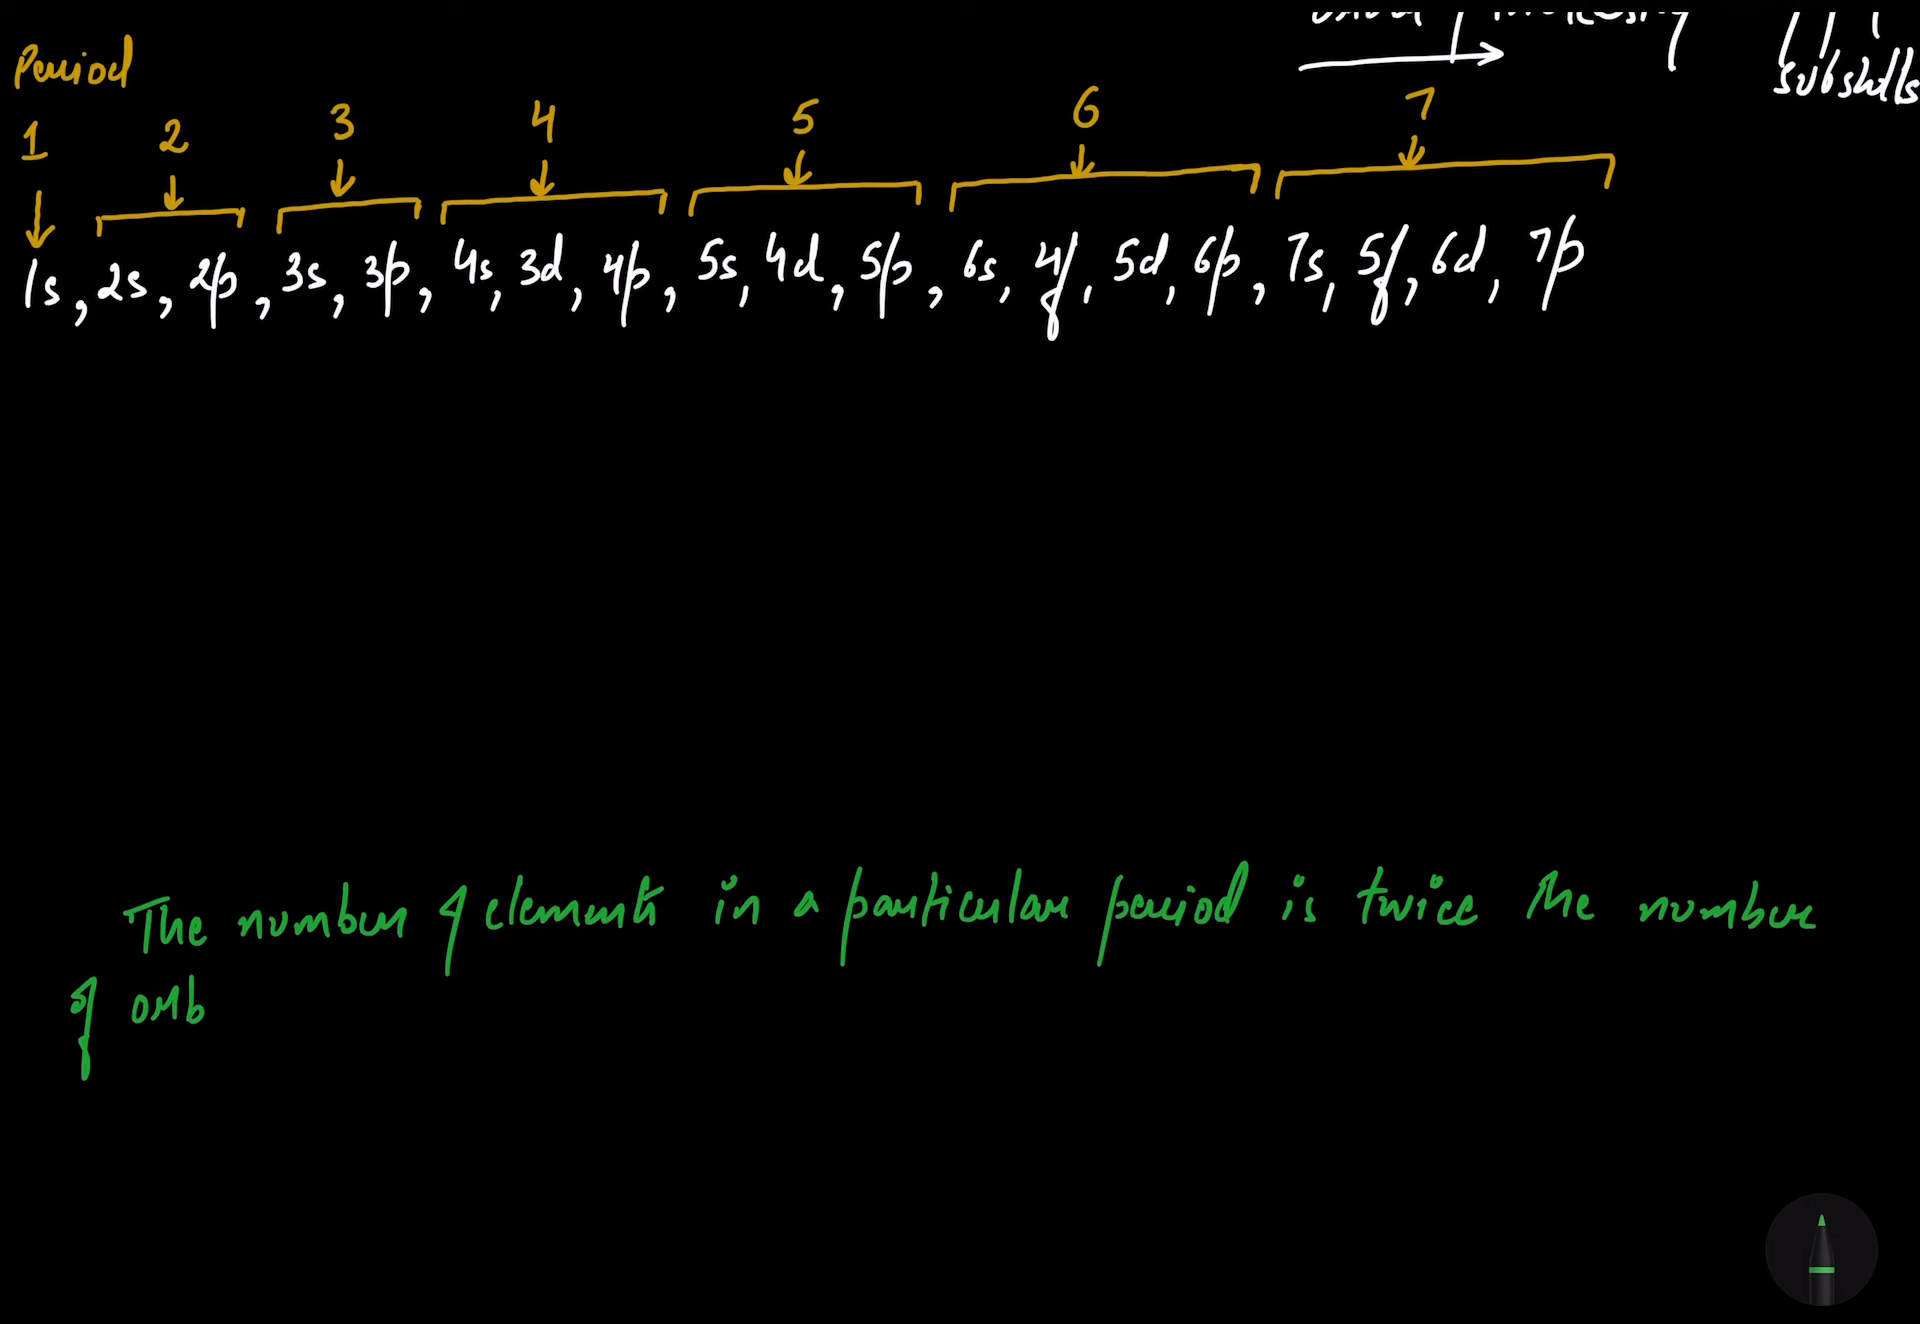 subshells
Period
1 2 3 4 5 6 7
1s, 2s, 2p, 3s, 3p, 4s, 3d, 4p, 5s, 4d, 5p, 6s, 4f, 5d, 6p, 7s, 5f, 6d, 7p
The number of elements in a particular period is twice the number
of orb